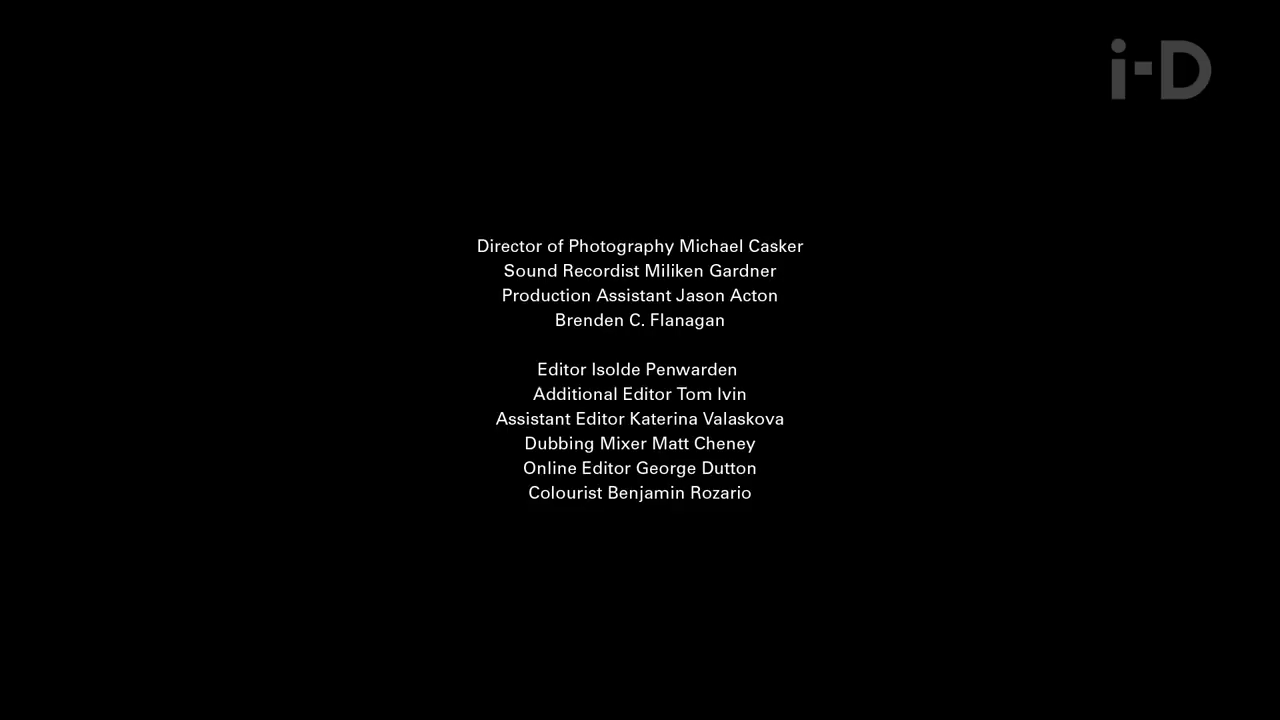 i-D
Director of Photography Michael Casker
Sound Recordist Miliken Gardner
Production Assistant Jason Acton
Brenden C. Flanagan
Editor Isolde Penwarden
Additional Editor Tom Ivin
Assistant Editor Katerina Valaskova
Dubbing Mixer Matt Cheney
Online Editor George Dutton
Colourist Benjamin Rozario